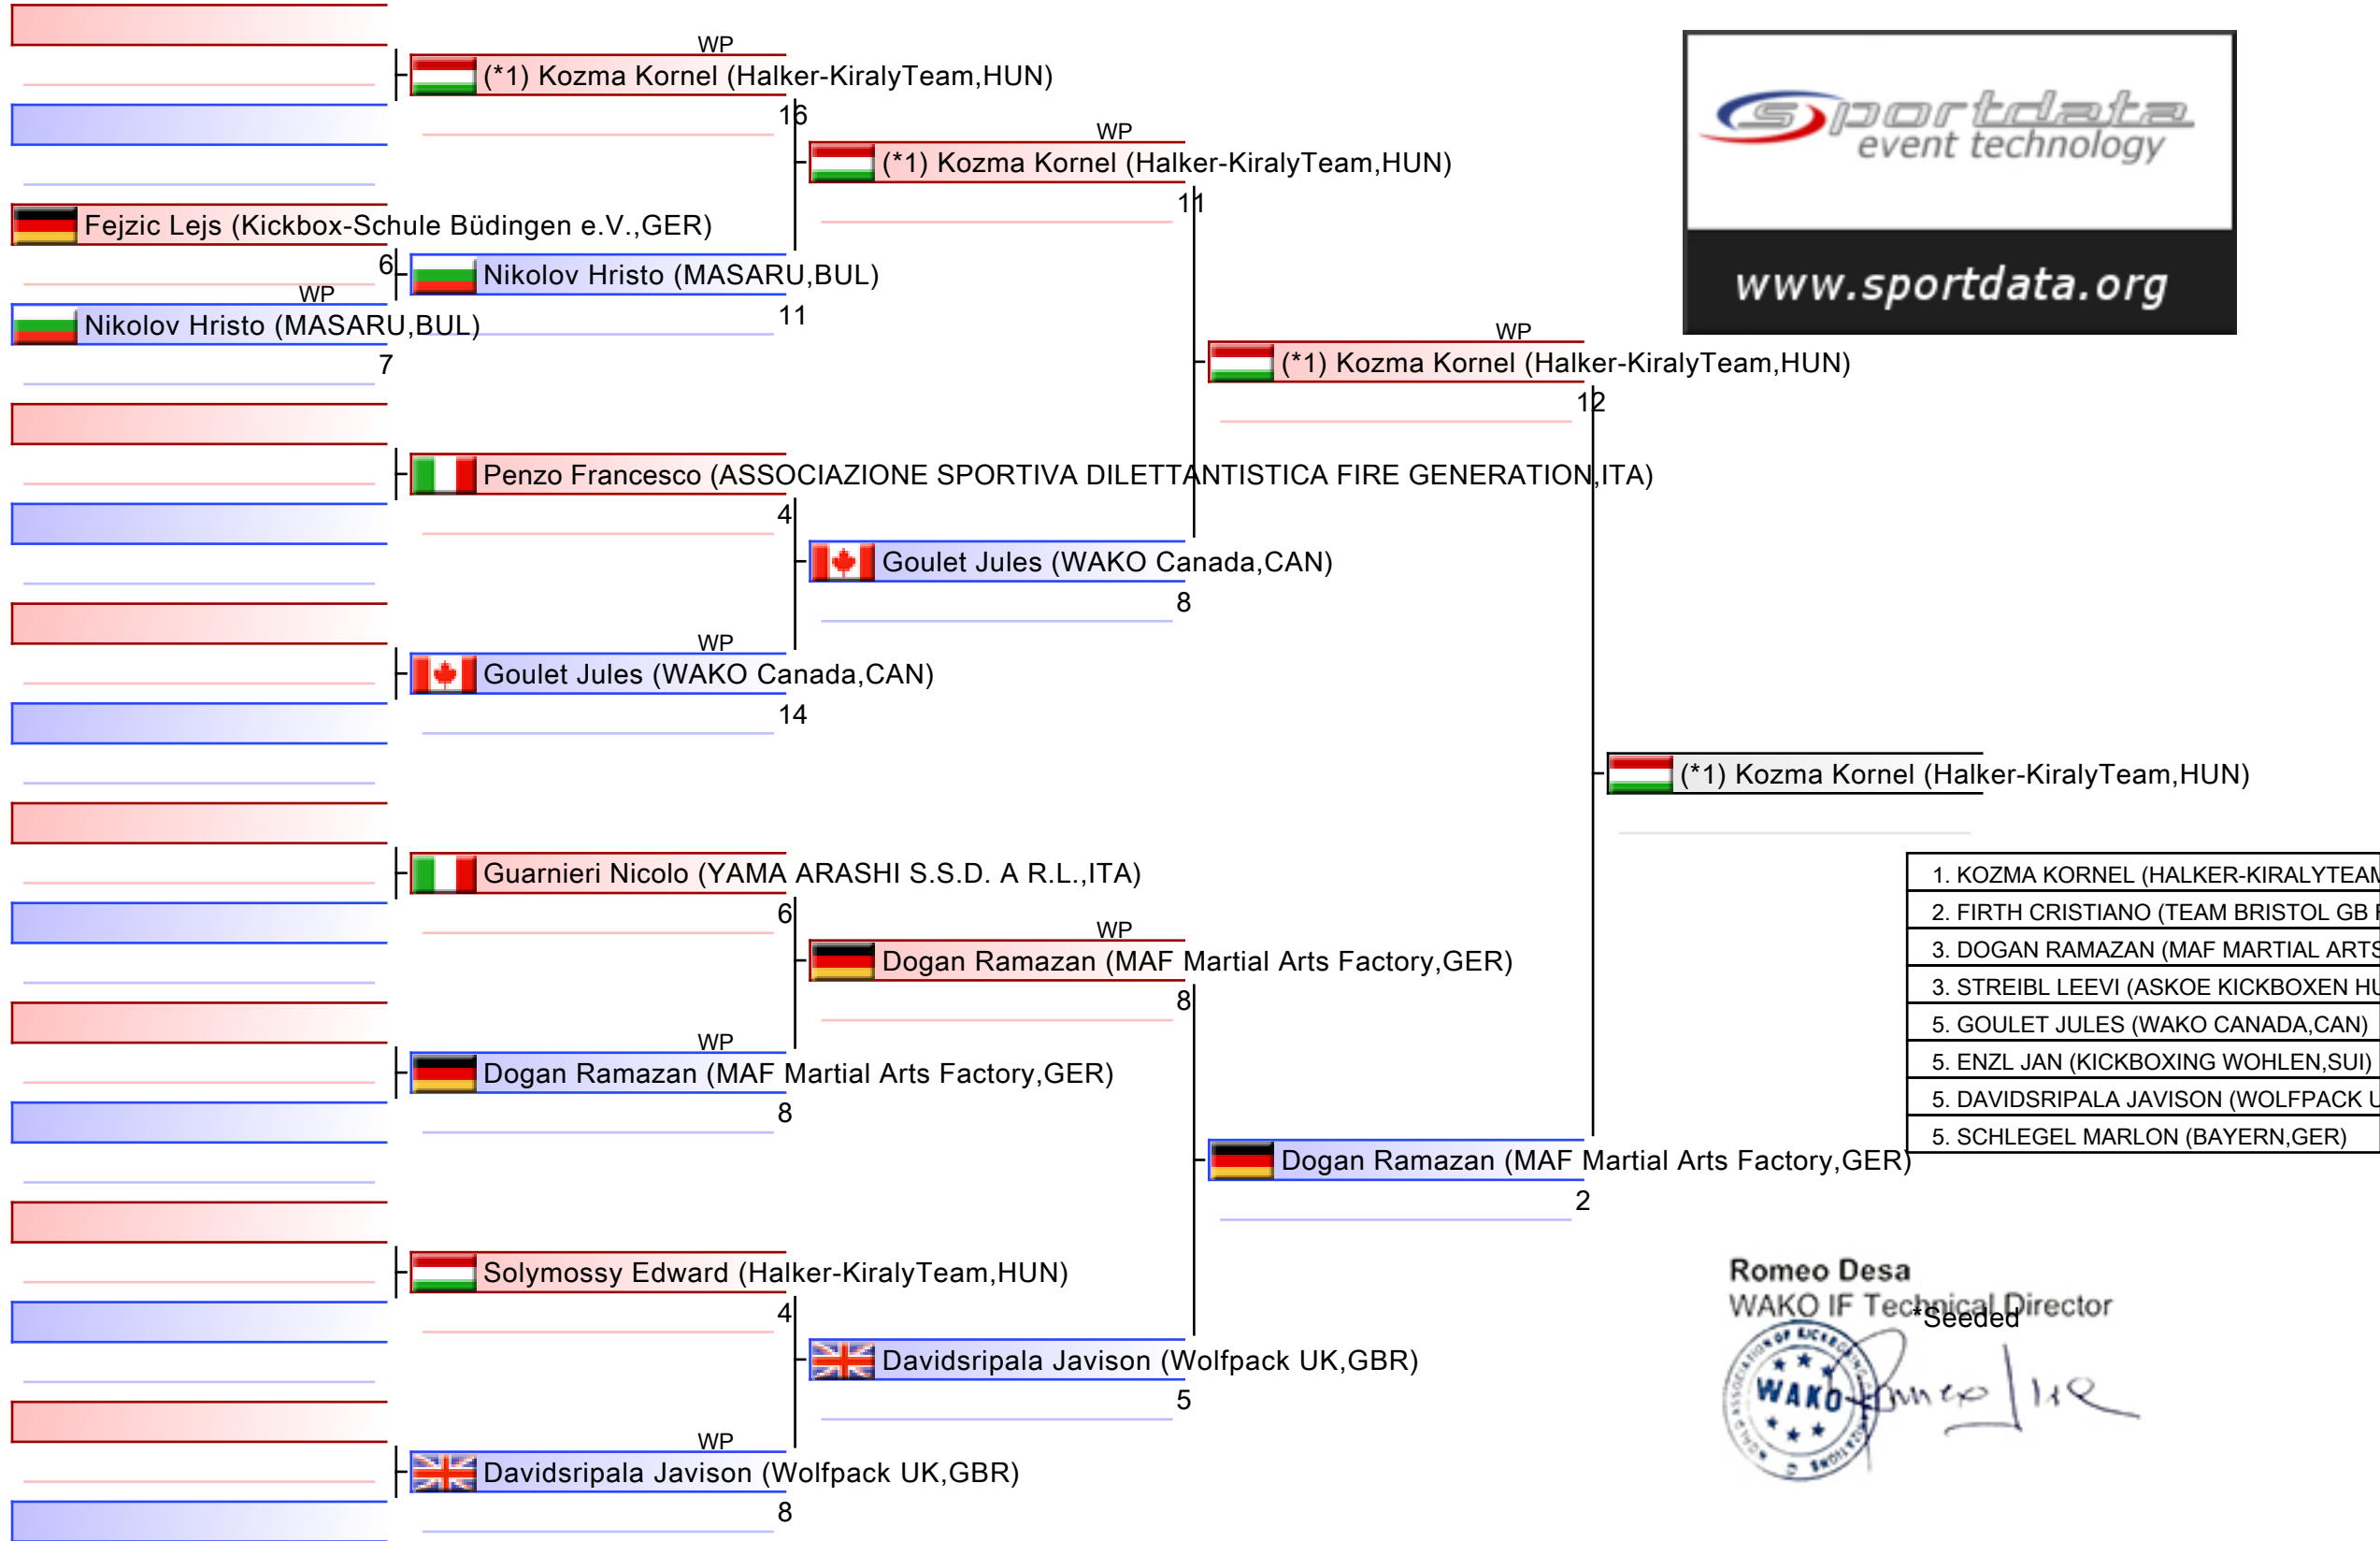 WP
(*1) Kozma Kornel (Halker-KiralyTeam,HUN)
16
Fejzic Lejs (Kickbox-Schule Büdingen e.V.,GER)
6
Nikolov Hristo (MASARU,BUL)
11
WP
Nikolov Hristo (MASARU,BUL)
7
WP
(*1) Kozma Kornel (Halker-KiralyTeam,HUN)
11
Penzo Francesco (ASSOCIAZIONE SPORTIVA DILETTANTISTICA FIRE GENERATION,ITA)
4
Goulet Jules (WAKO Canada,CAN)
8
WP
Goulet Jules (WAKO Canada,CAN)
14
WP
(*1) Kozma Kornel (Halker-KiralyTeam,HUN)
12
Guarnieri Nicolo (YAMA ARASHI S.S.D. A R.L.,ITA)
6
WP
Dogan Ramazan (MAF Martial Arts Factory,GER)
8
WP
Dogan Ramazan (MAF Martial Arts Factory,GER)
8
Dogan Ramazan (MAF Martial Arts Factory,GER)
2
Solymossy Edward (Halker-KiralyTeam,HUN)
4
Davidsripala Javison (Wolfpack UK,GBR)
5
WP
Davidsripala Javison (Wolfpack UK,GBR)
8
(*1) Kozma Kornel (Halker-KiralyTeam,HUN)
sportdata
event technology
www.sportdata.org
1. KOZMA KORNEL (HALKER-KIRALYTEAM
2. FIRTH CRISTIANO (TEAM BRISTOL GB
3. DOGAN RAMAZAN (MAF MARTIAL ARTS
3. STREIBL LEEVI (ASKOE KICKBOXEN HU
5. GOULET JULES (WAKO CANADA,CAN)
5. ENZL JAN (KICKBOXING WOHLEN,SUI)
5. DAVIDSRIPALA JAVISON (WOLFPACK U
5. SCHLEGEL MARLON (BAYERN,GER)
Romeo Desa
WAKO IF Technical Director
*Seeded
WAKO